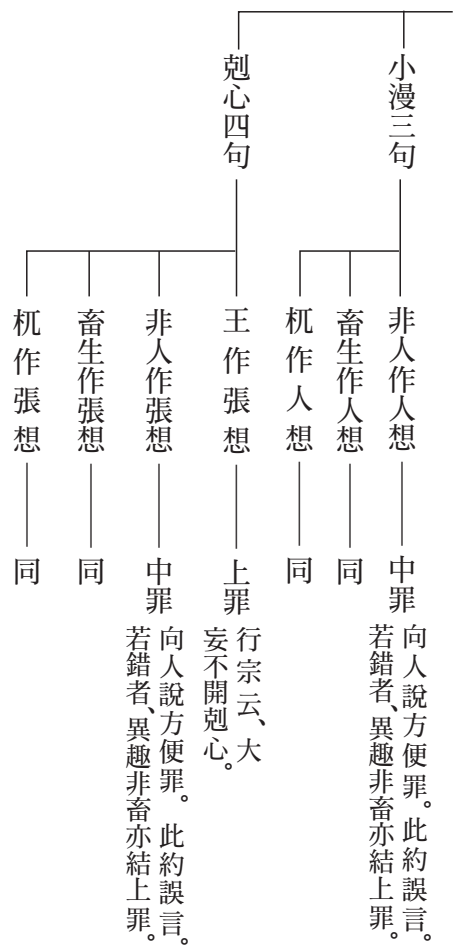 小漫三句
非人作人想
中罪
向人說方便罪。此約誤言。
若錯者、異趣非畜亦結上罪。
畜生作人想
同
杌作人想
同
剋心四句
王作張想
上罪
行宗云、大
妄不開剋心。
非人作張想
中罪
向人說方便罪。此約誤言。
若錯者、異趣非畜亦結上罪。
畜生作張想
同
杌作張想
同